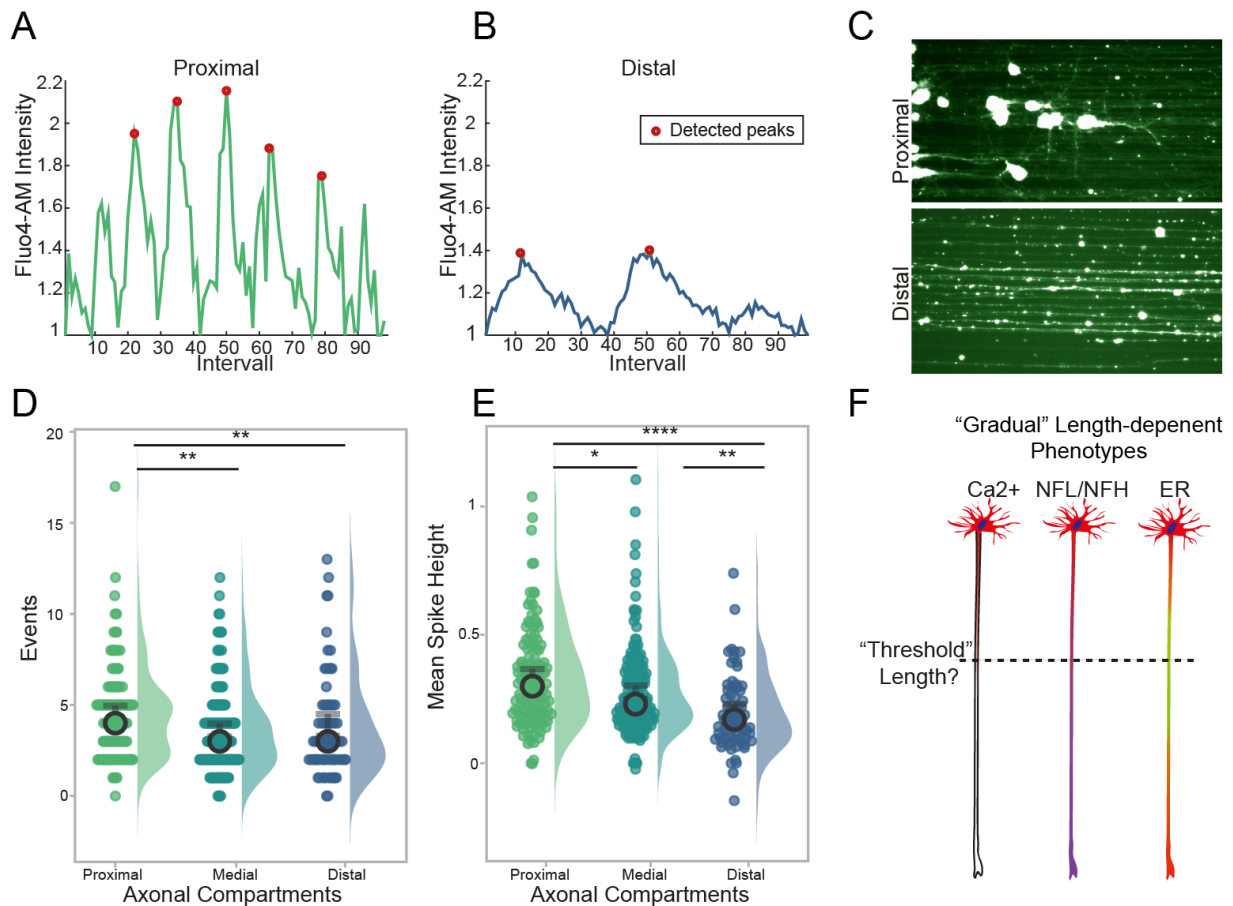 A
Proximal
2.2
2
1.8
1.6
1.4
1.2
1
Fluo4-AM Intensity
10 20 30 40 50 60 70 80 90
Intervall
B
Distal
2.2
2
1.8
1.6
1.4
1.2
1
Fluo4-AM Intensity
Detected peaks
10 20 30 40 50 60 70 80 90
Intervall
C
Proximal
Distal
D
20
15
10
5
0
Events
**
**
Proximal Medial Distal
Axonal Compartments
E
1
0.5
0
Mean Spike Height
****
* **
Proximal Medial Distal
Axonal Compartments
F
“Gradual” Length-depenent
Phenotypes
Ca2+ NFL/NFH ER
“Threshold”
Length?